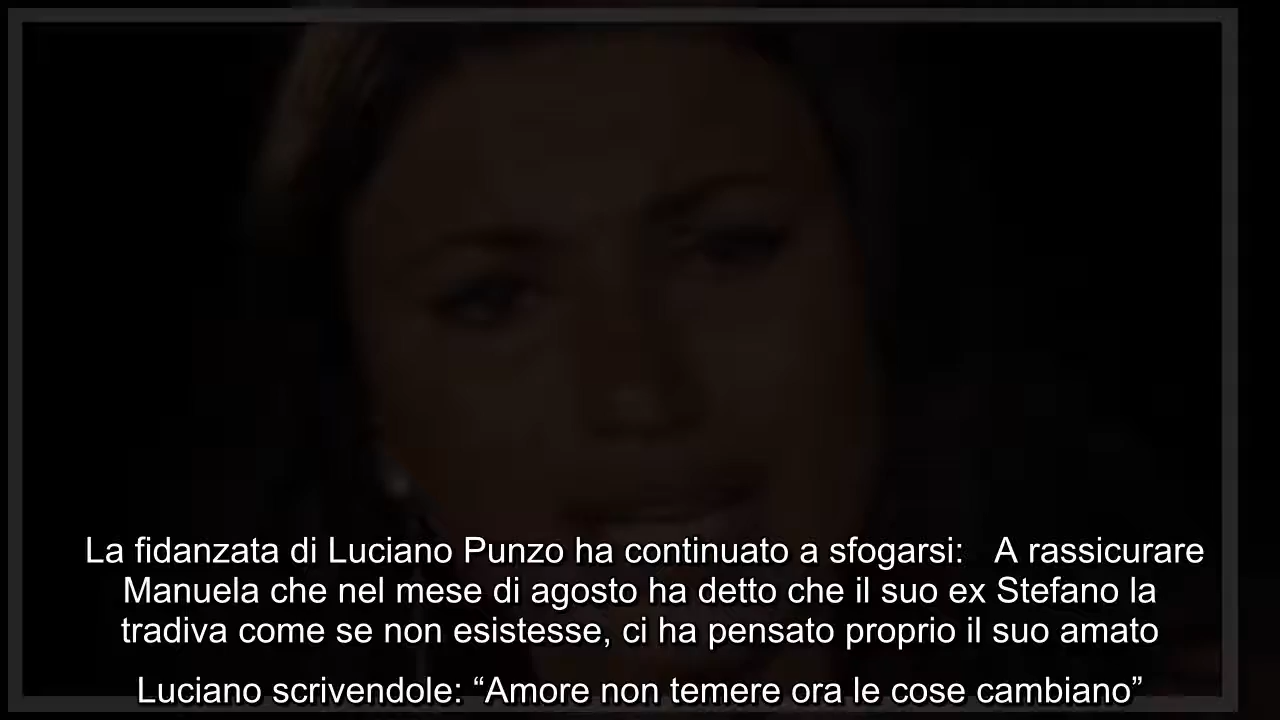 La fidanzata di Luciano Punzo ha continuato a sfogarsi: A rassicurare
Manuela che nel mese di agosto ha detto che il suo ex Stefano la
tradiva come se non esistesse, ci ha pensato proprio il suo amato
Luciano scrivendole: “Amore non temere ora le cose cambiano”